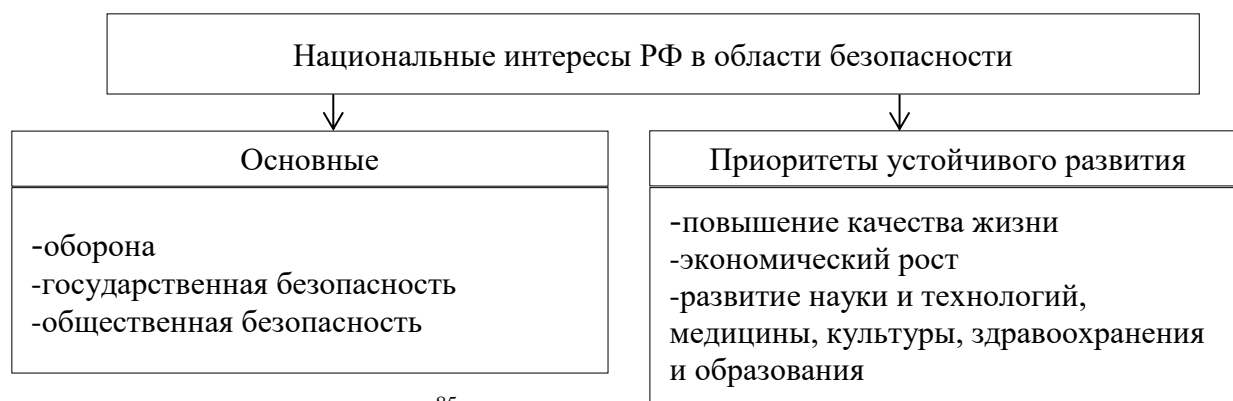 Национальные интересы РФ в области безопасности
Основные
-оборона
-государственная безопасность
-общественная безопасность
Приоритеты устойчивого развития
-повышение качества жизни
-экономический рост
-развитие науки и технологий,
медицины, культуры, здравоохранения
и образования